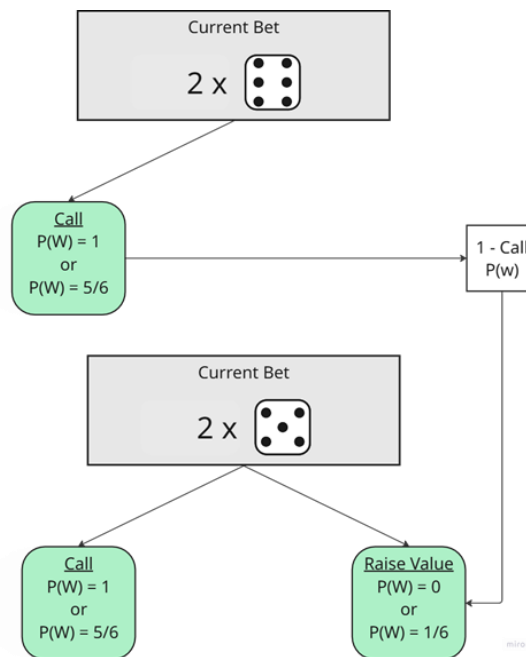 Current Bet
2 x
Call
P(W) = 1
or
P(W) = 5/6
1 - Call
P(w)
Current Bet
2 x
Call
P(W) = 1
or
P(W) = 5/6
Raise Value
P(W) = 0
or
P(W) = 1/6
miro